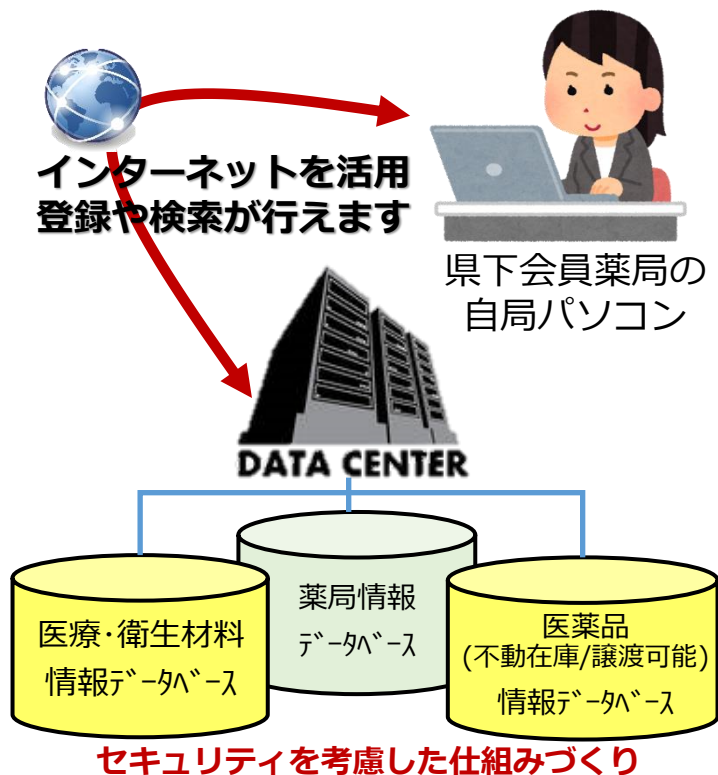 インターネットを活用
登録や検索が行えます
県下会員薬局の
自局パソコン
DATA CENTER
医療・衛生材料
情報ﾃﾞｰﾀﾍﾞｰｽ
薬局情報
ﾃﾞｰﾀﾍﾞｰｽ
医薬品
(不動在庫/譲渡可能)
情報ﾃﾞｰﾀﾍﾞｰｽ
セキュリティを考慮した仕組みづくり